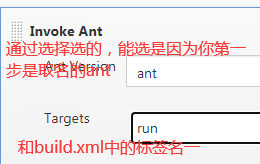 Invoke Ant
通过选择选的，能选是因为你第一
步是取名的ant
Ant Version
ant
Targets
run
和build.xml中的标签名一